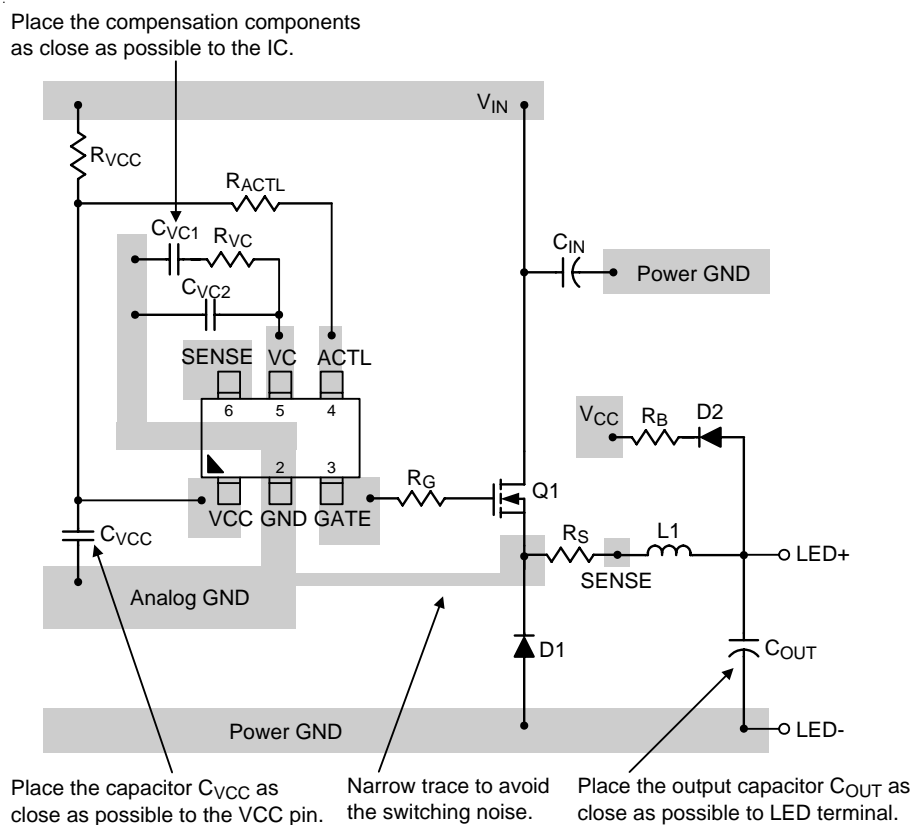 Place the compensation components
as close as possible to the IC.
VIN
RVCC
RACTL
CVC1
RVC
CIN
Power GND
CVC2
SENSE VC ACTL
6 5 4
VCC
RB
D2
2 3
RG
Q1
VCC GND GATE
CVCC
RS
L1
LED+
SENSE
Analog GND
D1
COUT
Power GND
LED-
Place the capacitor CVCC as
close as possible to the VCC pin.
Narrow trace to avoid
the switching noise.
Place the output capacitor COUT as
close as possible to LED terminal.